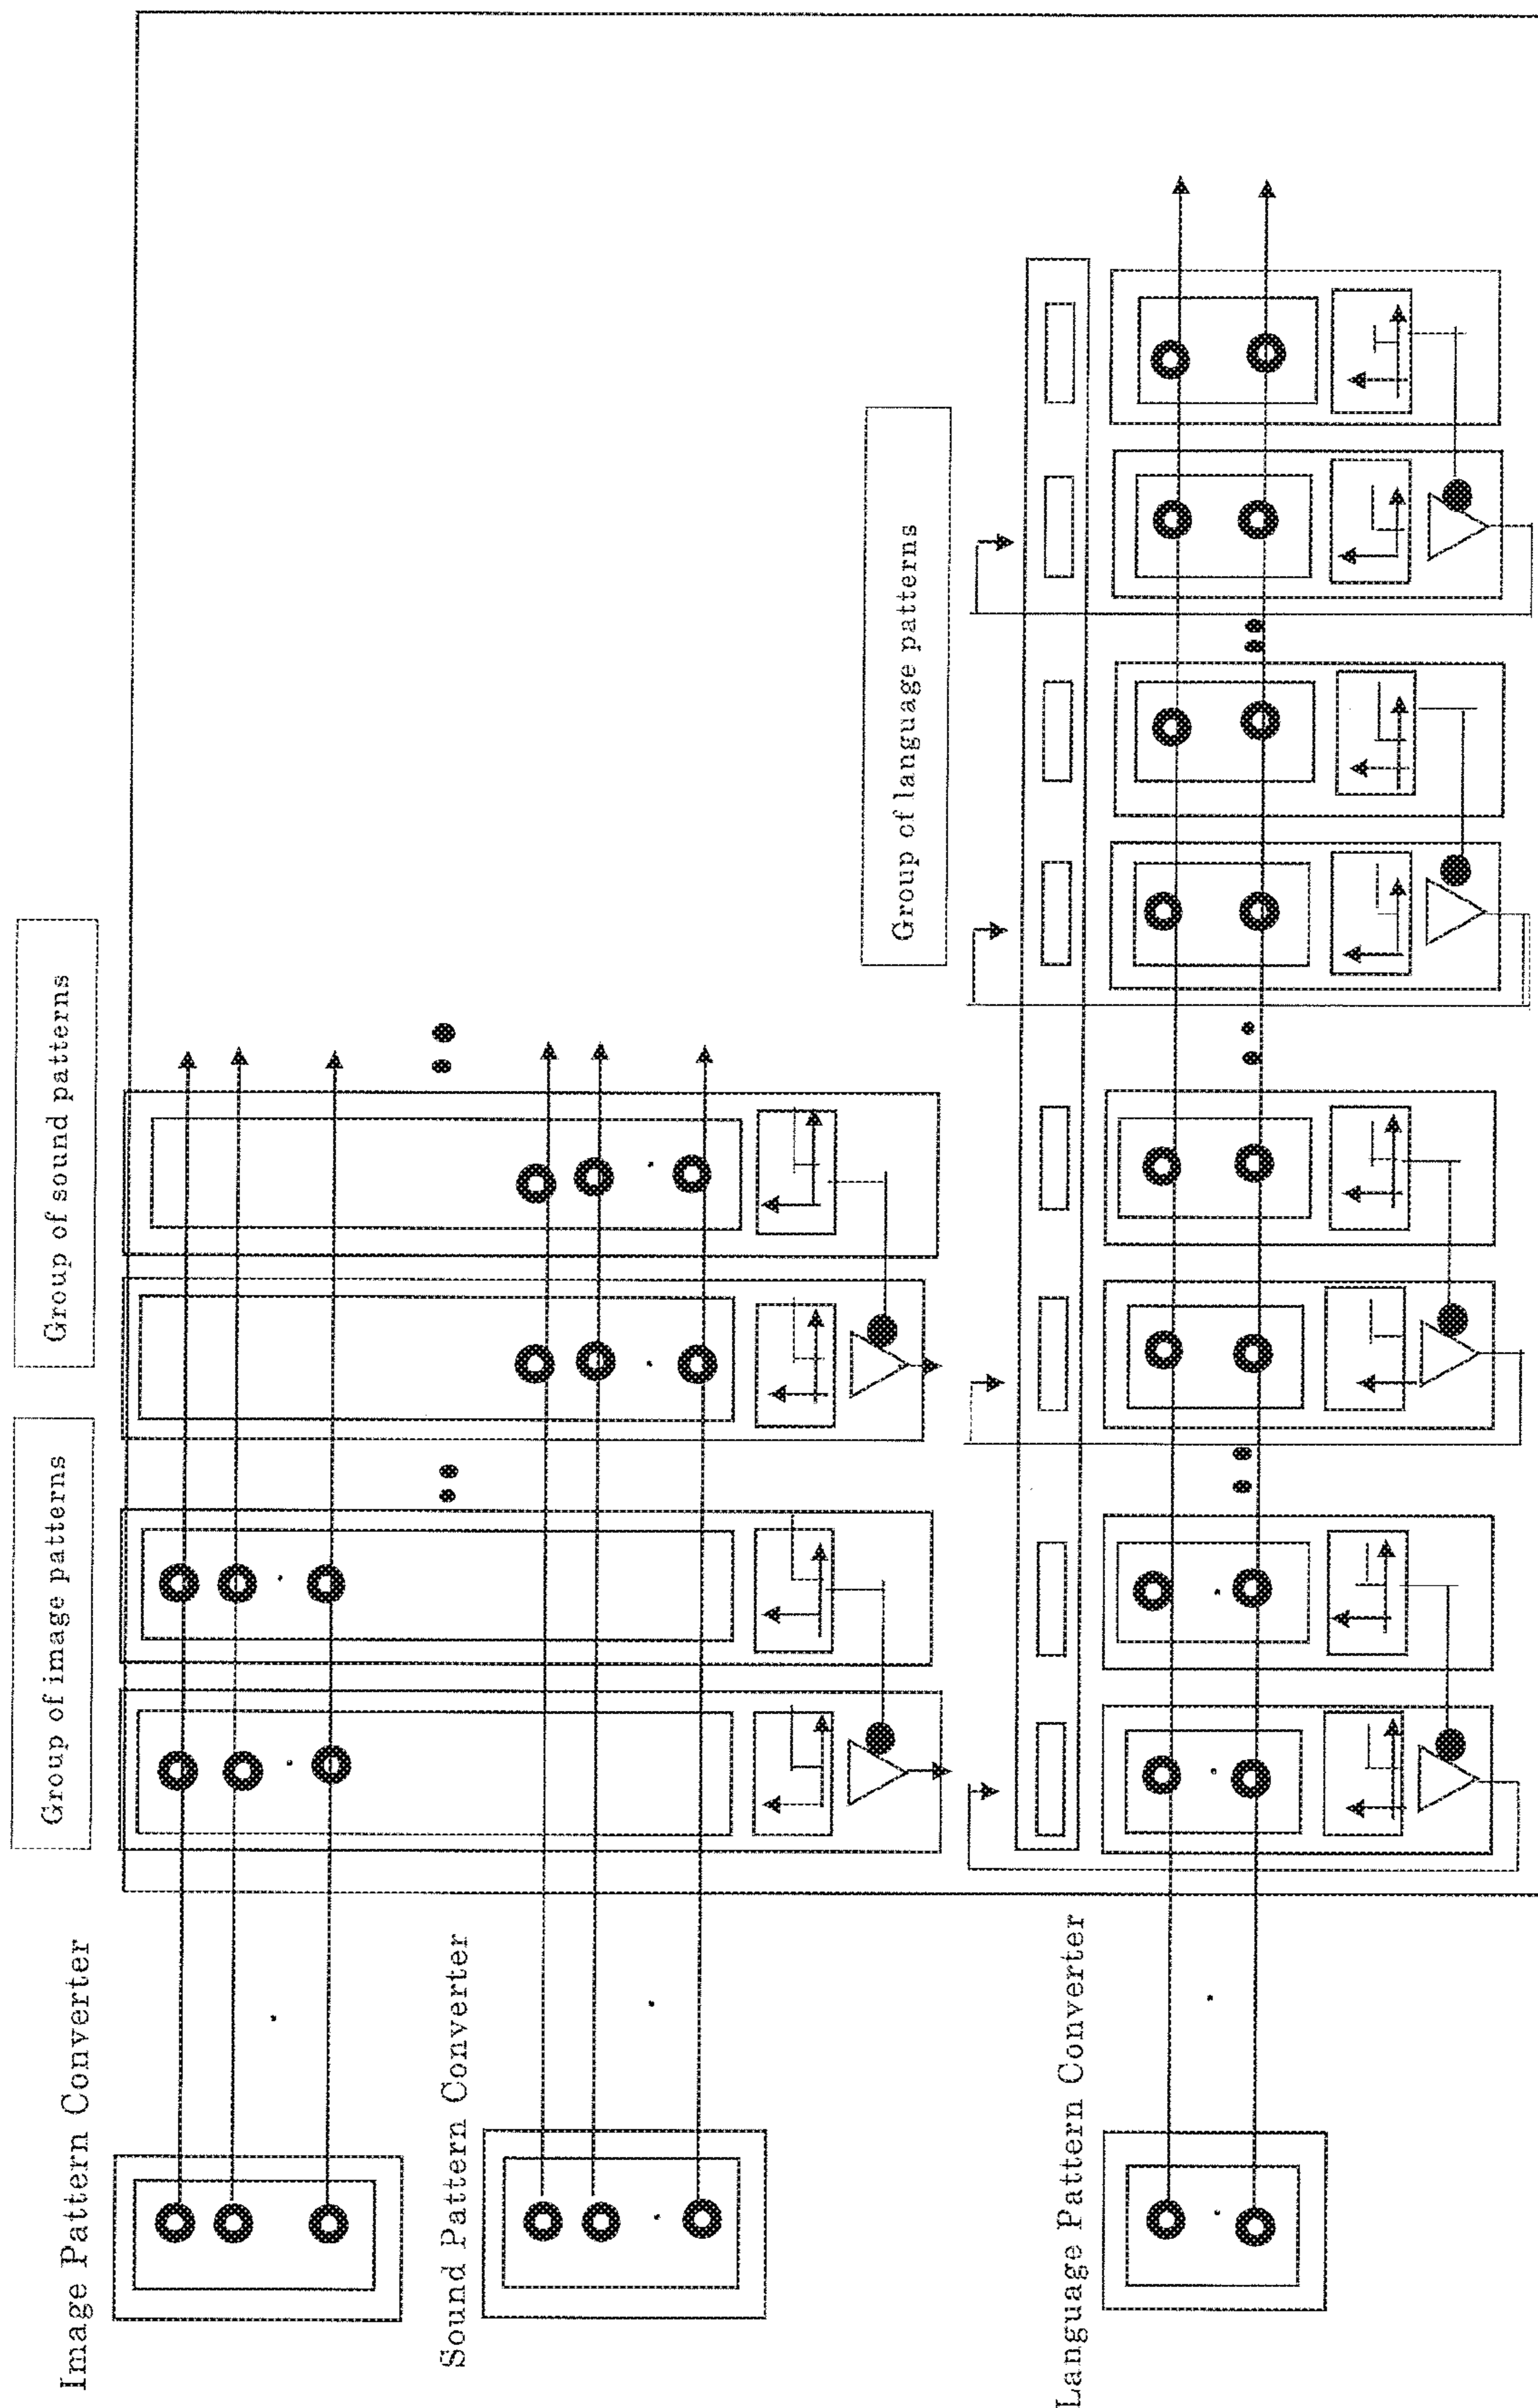 Group of image patterns
Group of sound patterns
Group of language patterns
Image Pattern Converter
Sound Pattern Converter
Language Pattern Converter